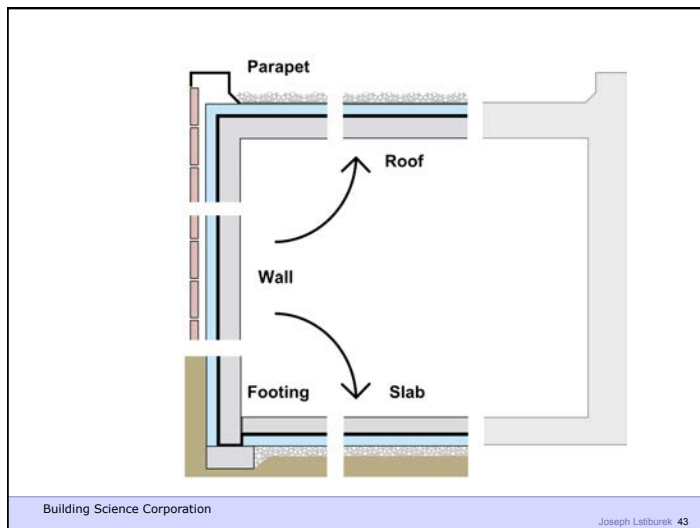 Parapet
Roof
Wall
Footing Slab
Building Science Corporation
Joseph Lstiburek 43